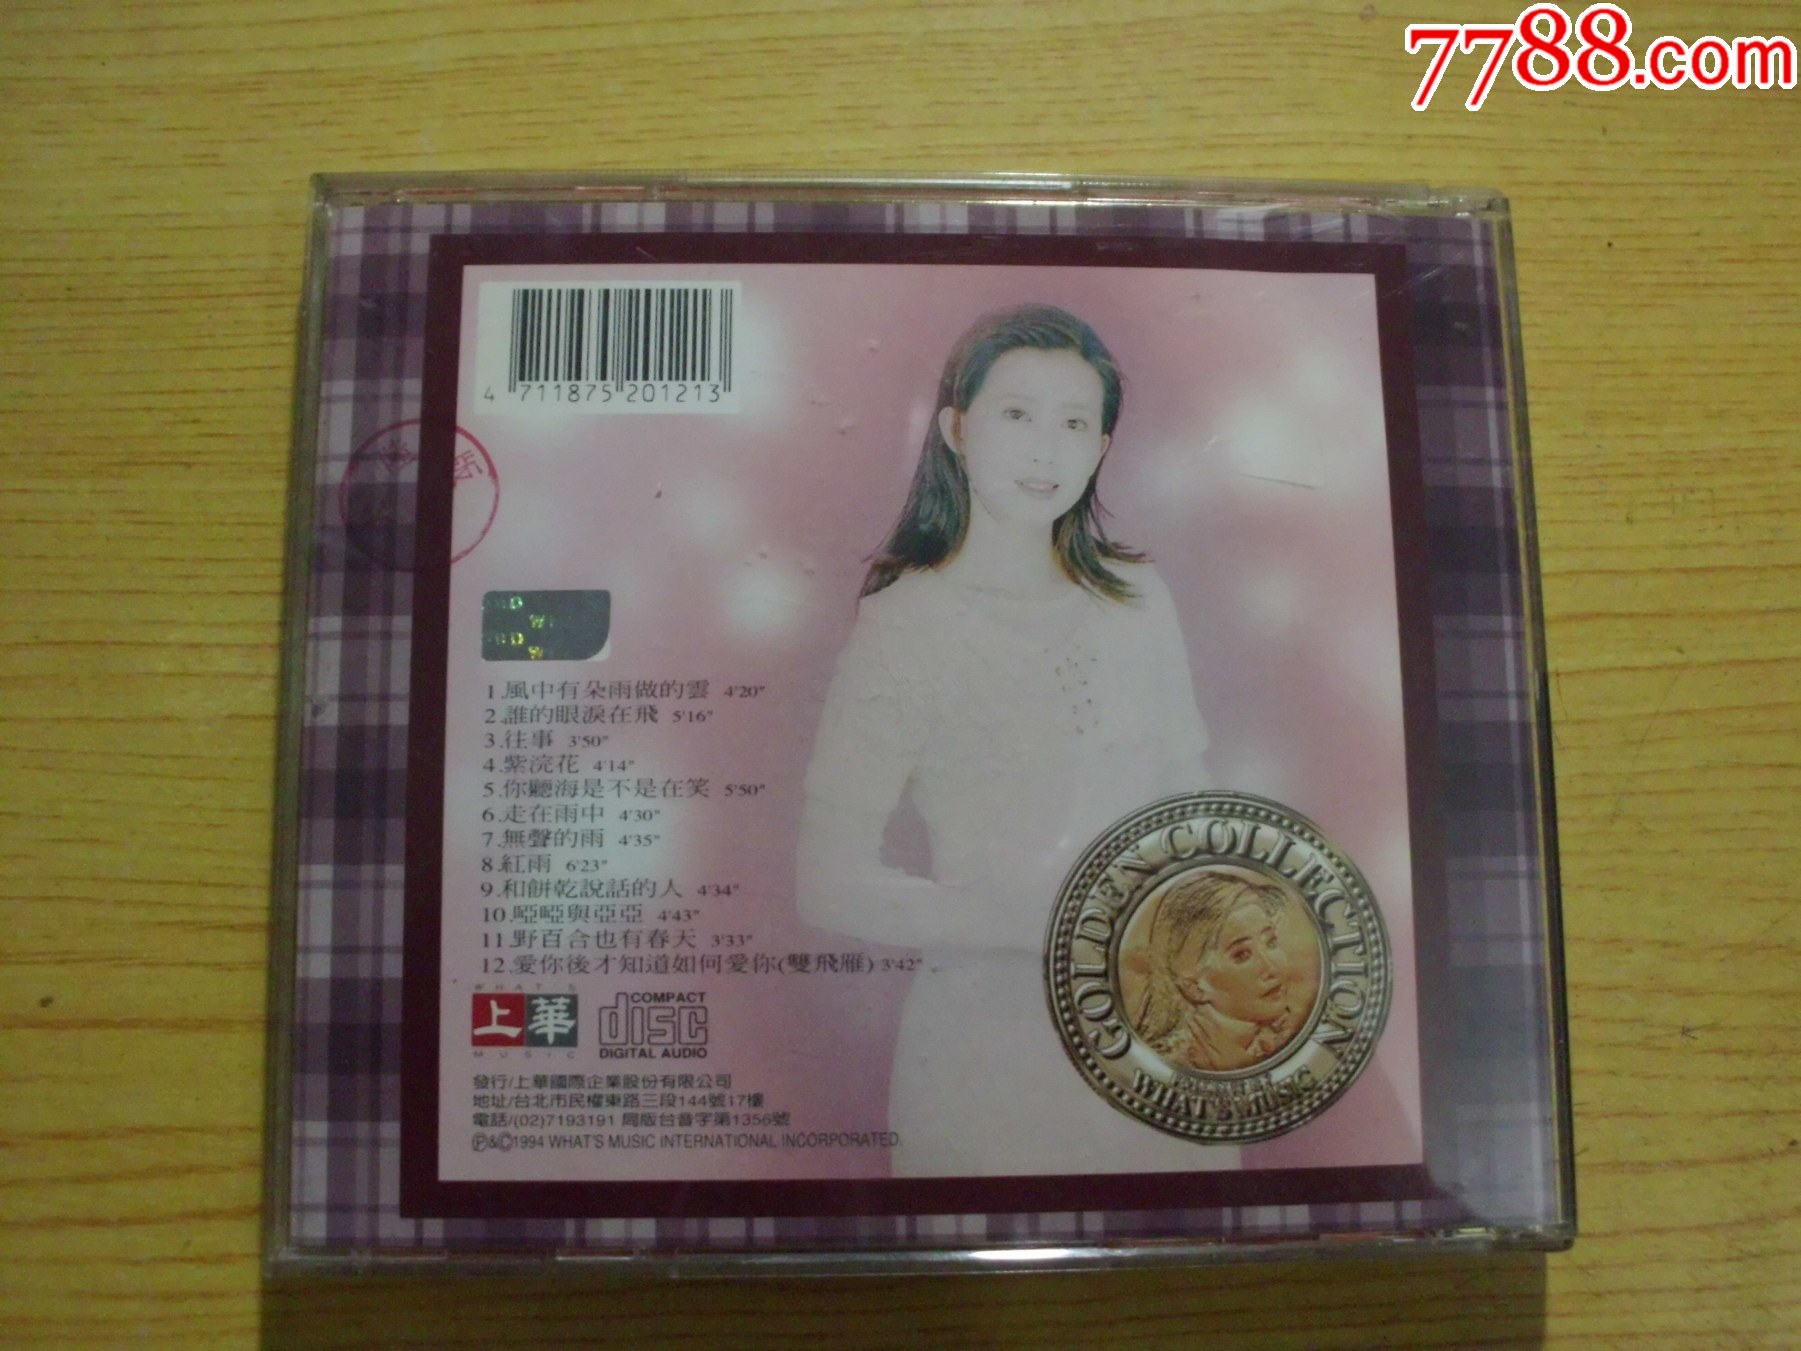 7788.com
4 711875 201213
1.風中有朵雨做的雲 4'20"
2.誰的眼淚在飛 5'16"
3.往事 3'50"
4.紫浣花 4'14"
5.你聽海是不是在笑 5'50"
6.走在雨中 4'30"
7.無聲的雨 4'35"
8.紅雨 6'23"
9.和餅乾說話的人 4'34"
10.啞啞與亞亞 4'43"
11.野百合也有春天 3'33"
12.愛你後才知道如何愛你(雙飛雁) 3'42"
WHAT'S
上華
MUSIC
COMPACT
disc
DIGITAL AUDIO
GOLDEN COLLECTION
WHAT'S MUSIC
發行/上華國際企業股份有限公司
地址/台北市民權東路三段144號17樓
電話/(02)7193191 局版台音字第1356號
Ⓟ&Ⓒ1994 WHAT'S MUSIC INTERNATIONAL INCORPORATED.